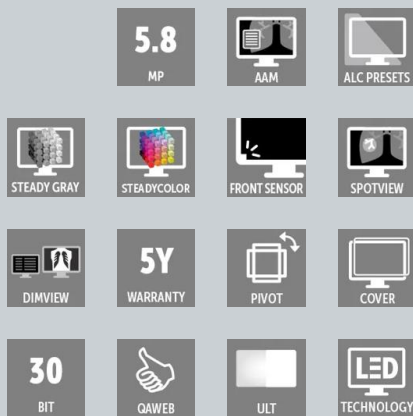 5.8
MP
AAM
ALC PRESETS
STEADY GRAY
STEADYCOLOR
FRONT SENSOR
SPOTVIEW
DIMVIEW
5Y
WARRANTY
PIVOT
COVER
30
BIT
QAWEB
ULT
LED
TECHNOLOGY